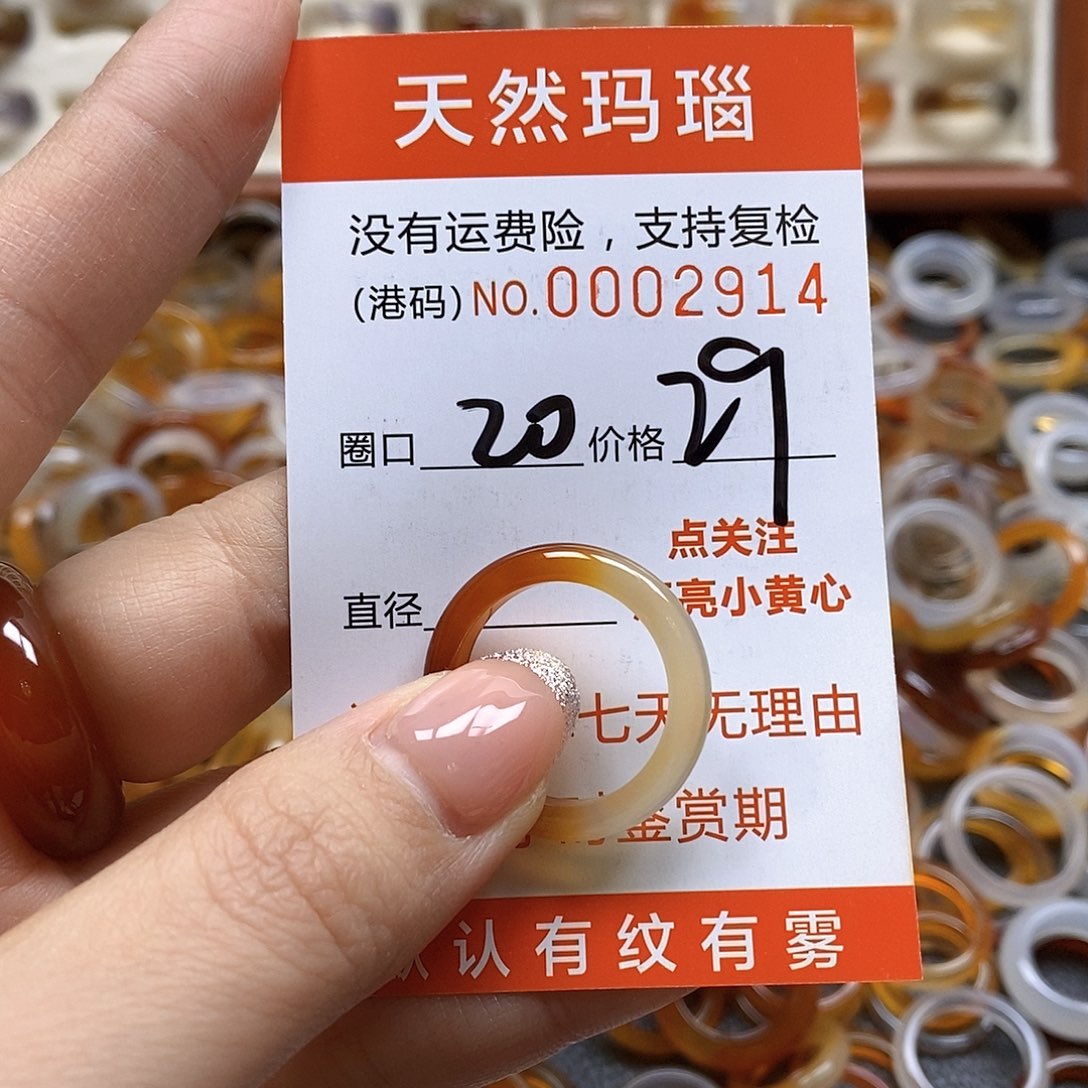 天然玛瑙
没有运费险，支持复检
(港码) NO.0002914
圈口 20 价格 29
点关注
亮小黄心
直径
七天无理由
鉴赏期
认有纹有雾